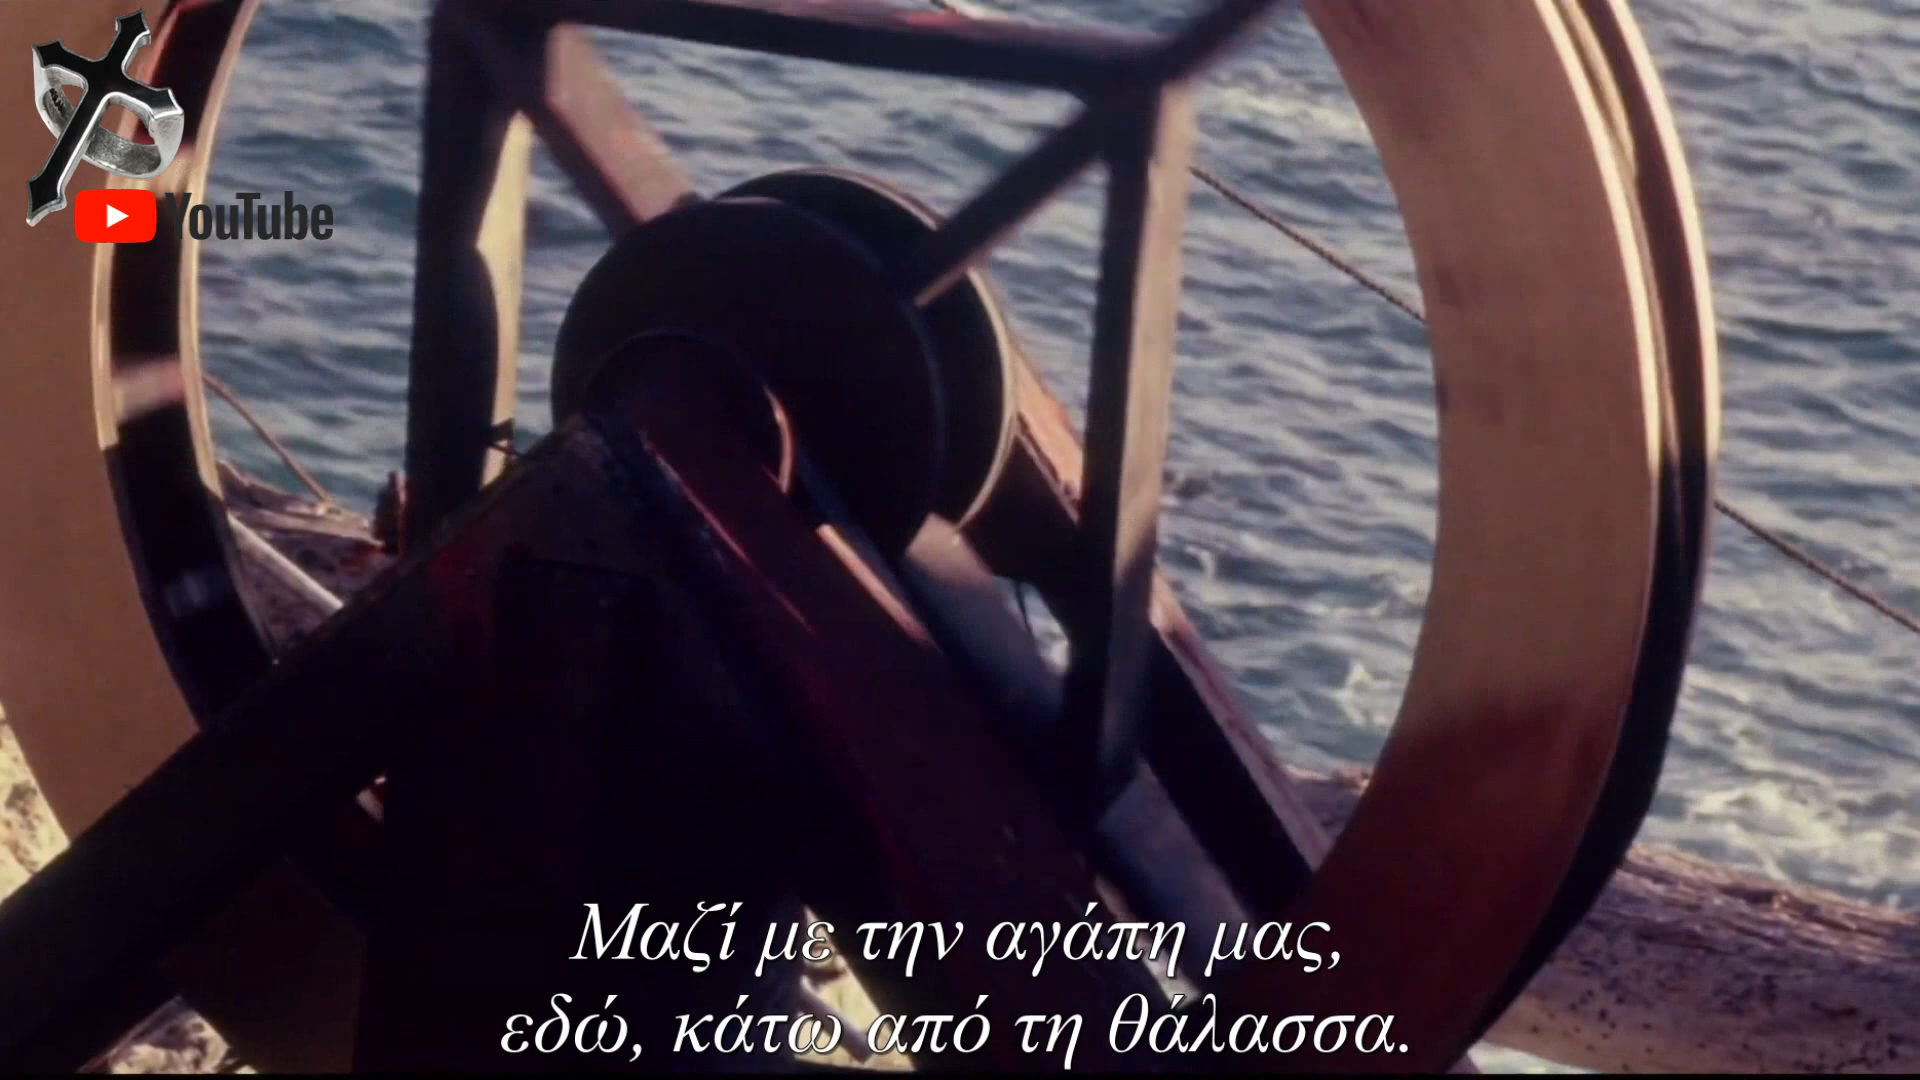 YouTube
Μαζί με την αγάπη μας,
εδώ, κάτω από τη θάλασσα.